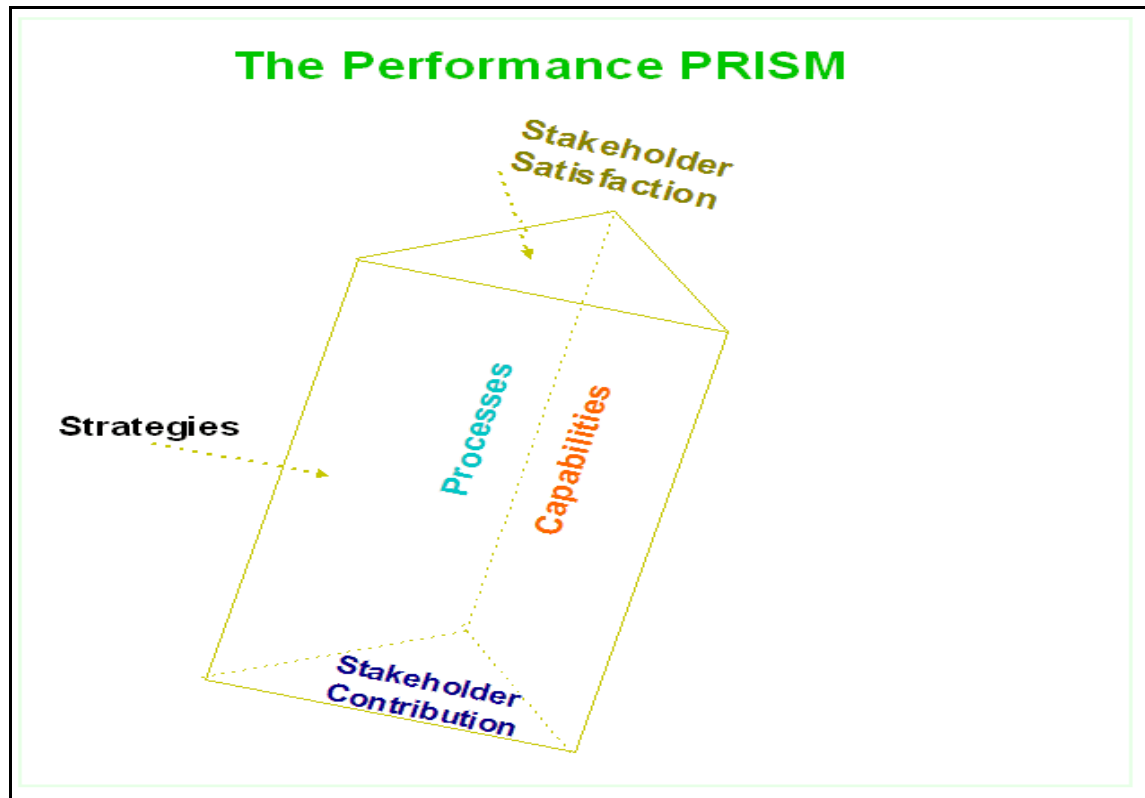 The Performance PRISM
Stakeholder
Satisfaction
Strategies
Processes
Capabilities
Stakeholder
Contribution